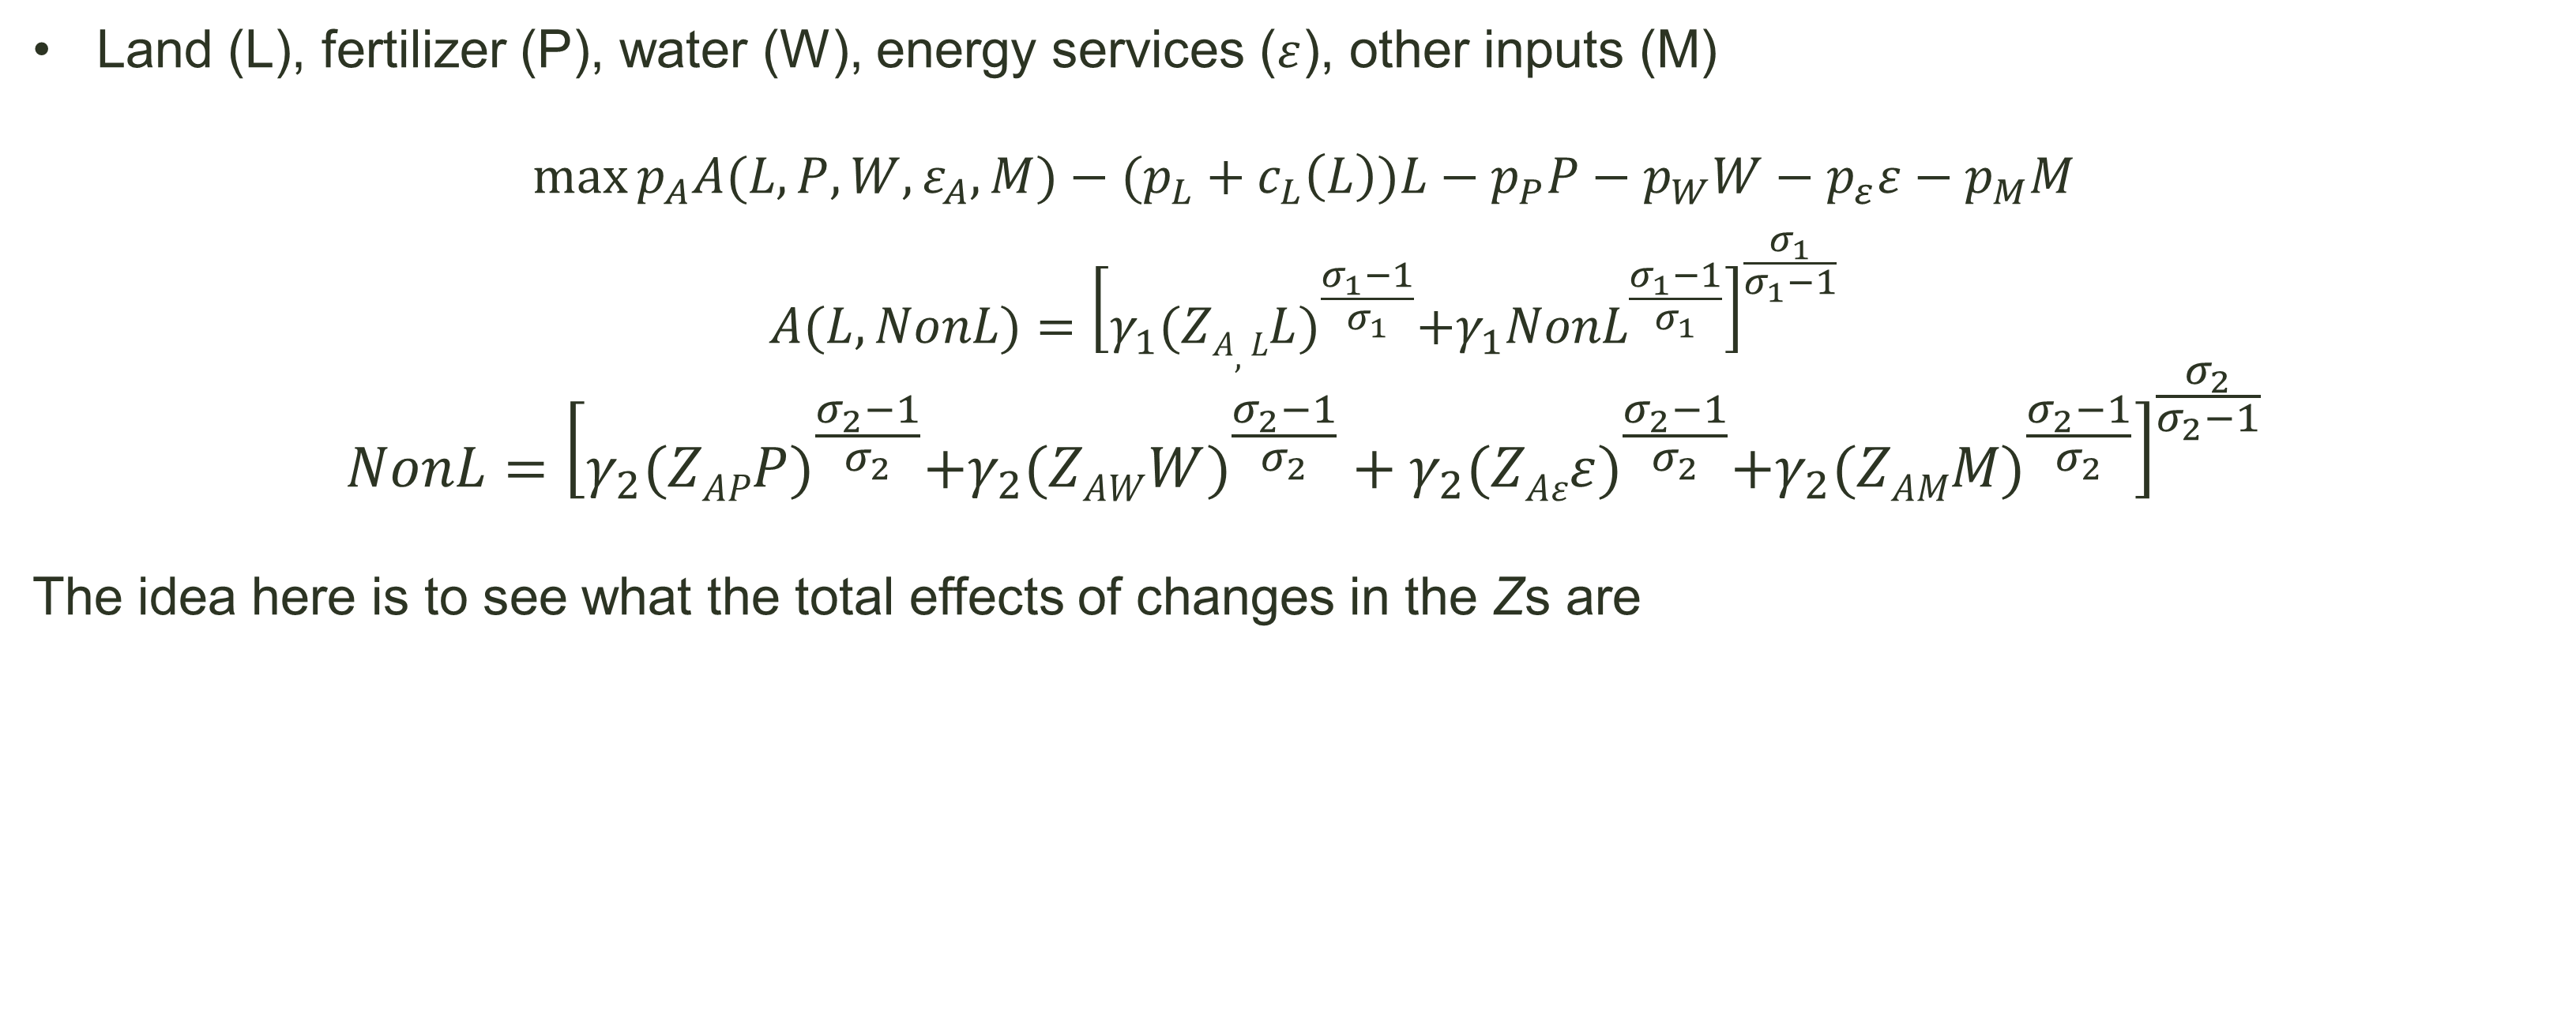 • Land (L), fertilizer (P), water (W), energy services (ε), other inputs (M)
max p_A A(L, P, W, ε_A, M) − (p_L + c_L(L))L − p_P P − p_W W − p_ε ε − p_M M
A(L, NonL) = [γ_1(Z_{A, L}L)^{(σ_1−1)/σ_1}+γ_1NonL^{(σ_1−1)/σ_1}]^{σ_1/(σ_1−1)}
NonL = [γ_2(Z_{AP}P)^{(σ_2−1)/σ_2}+γ_2(Z_{AW}W)^{(σ_2−1)/σ_2} + γ_2(Z_{Aε}ε)^{(σ_2−1)/σ_2}+γ_2(Z_{AM}M)^{(σ_2−1)/σ_2}]^{σ_2/(σ_2−1)}
The idea here is to see what the total effects of changes in the Zs are